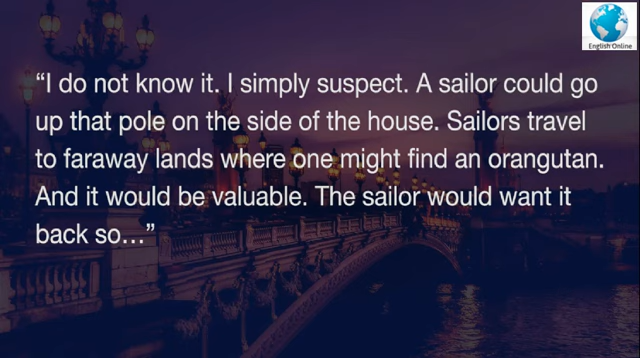 English Online
“I do not know it. I simply suspect. A sailor could go
up that pole on the side of the house. Sailors travel
to faraway lands where one might find an orangutan.
And it would be valuable. The sailor would want it
back so…”